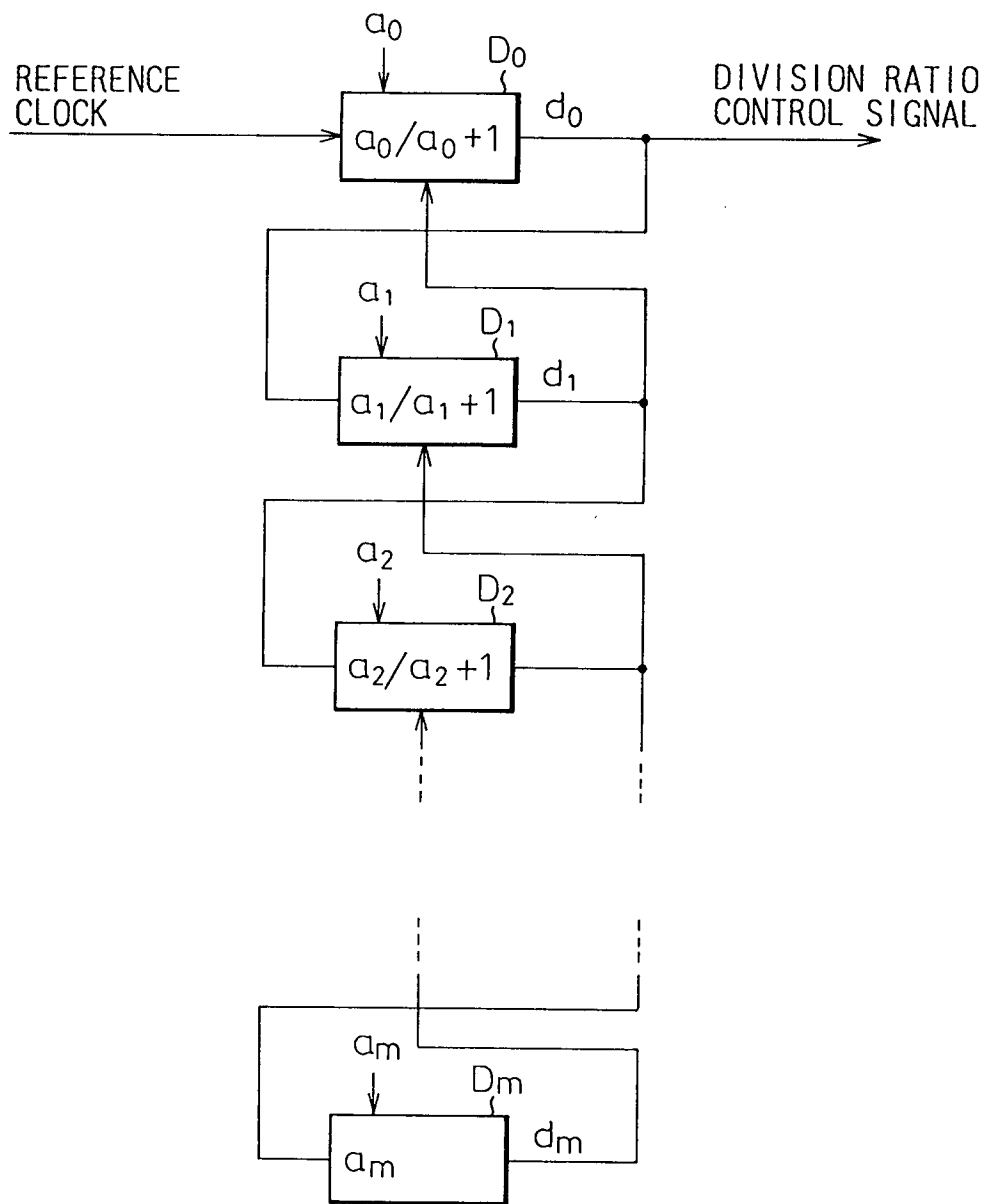 a0
D0
REFERENCE
CLOCK
a0/a0+1
d0
DIVISION RATIO
CONTROL SIGNAL
a1
D1
a1/a1+1
d1
a2
D2
a2/a2+1
am
Dm
am
dm